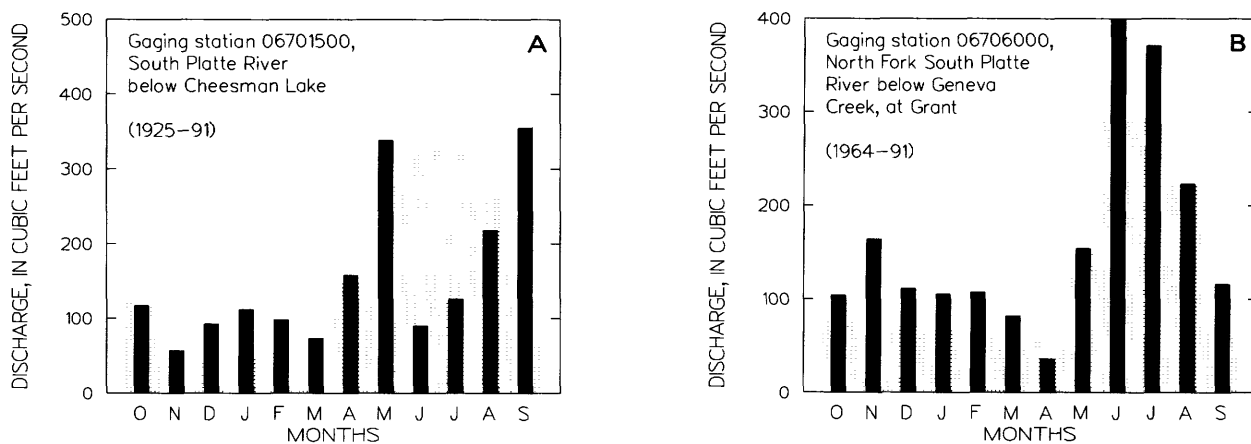 DISCHARGE, IN CUBIC FEET PER SECOND
500
400
300
200
100
0
Gaging station 06701500,
South Platte River
below Cheesman Lake
(1925–91)
A
O N D J F M A M J J A S
MONTHS
DISCHARGE, IN CUBIC FEET PER SECOND
400
300
200
100
0
Gaging station 06706000,
North Fork South Platte
River below Geneva
Creek, at Grant
(1964–91)
B
O N D J F M A M J J A S
MONTHS